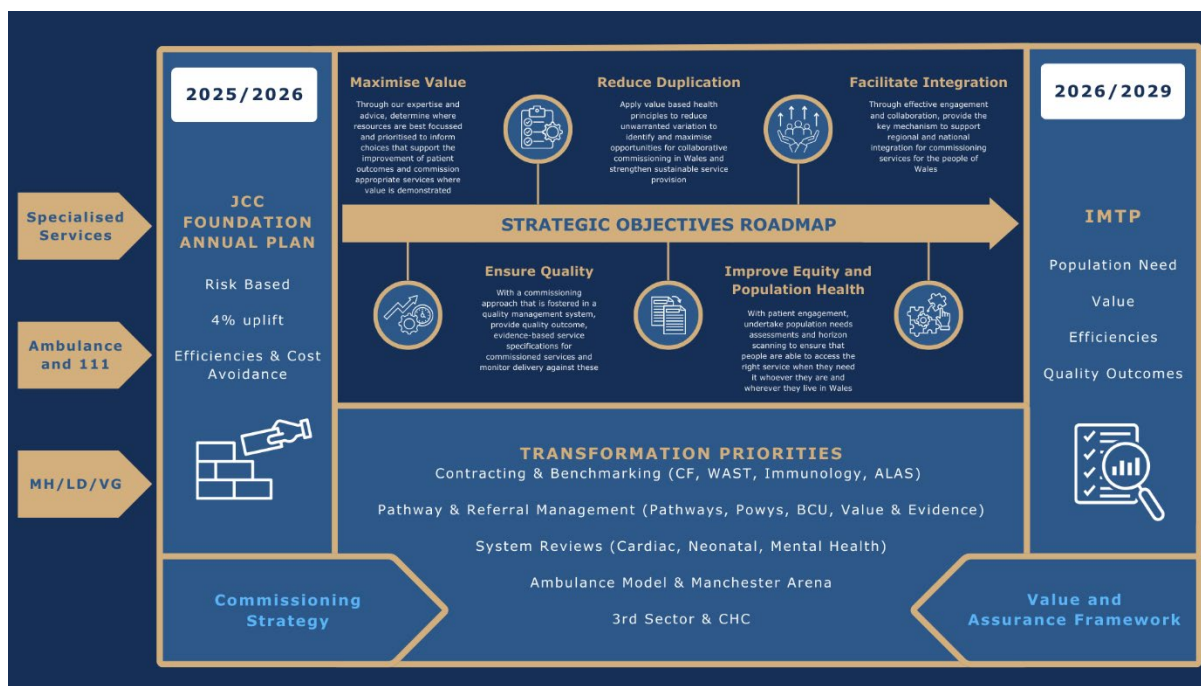 2025/2026
JCC
FOUNDATION
ANNUAL PLAN
Risk Based
4% uplift
Efficiencies & Cost
Avoidance
Specialised
Services
Ambulance
and 111
MH/LD/VG
Maximise Value
Through our expertise and
advice, determine where
resources are best focussed
and prioritised to inform
choices that support the
improvement of patient
outcomes and commission
appropriate services where
value is demonstrated
Reduce Duplication
Apply value based health
principles to reduce
unwarranted variation to
identify and maximise
opportunities for collaborative
commissioning in Wales and
strengthen sustainable service
provision
Facilitate Integration
Through effective engagement
and collaboration, provide the
key mechanism to support
regional and national
integration for commissioning
services for the people of
Wales
STRATEGIC OBJECTIVES ROADMAP
Ensure Quality
With a commissioning
approach that is fostered in a
quality management system,
provide quality outcome,
evidence-based service
specifications for
commissioned services and
monitor delivery against these
Improve Equity and
Population Health
With patient engagement,
undertake population needs
assessments and horizon
scanning to ensure that
people are able to access the
right service when they need
it whoever they are and
wherever they live in Wales
2026/2029
IMTP
Population Need
Value
Efficiencies
Quality Outcomes
TRANSFORMATION PRIORITIES
Contracting & Benchmarking (CF, WAST, Immunology, ALAS)
Pathway & Referral Management (Pathways, Powys, BCU, Value & Evidence)
System Reviews (Cardiac, Neonatal, Mental Health)
Ambulance Model & Manchester Arena
3rd Sector & CHC
Commissioning
Strategy
Value and
Assurance Framework